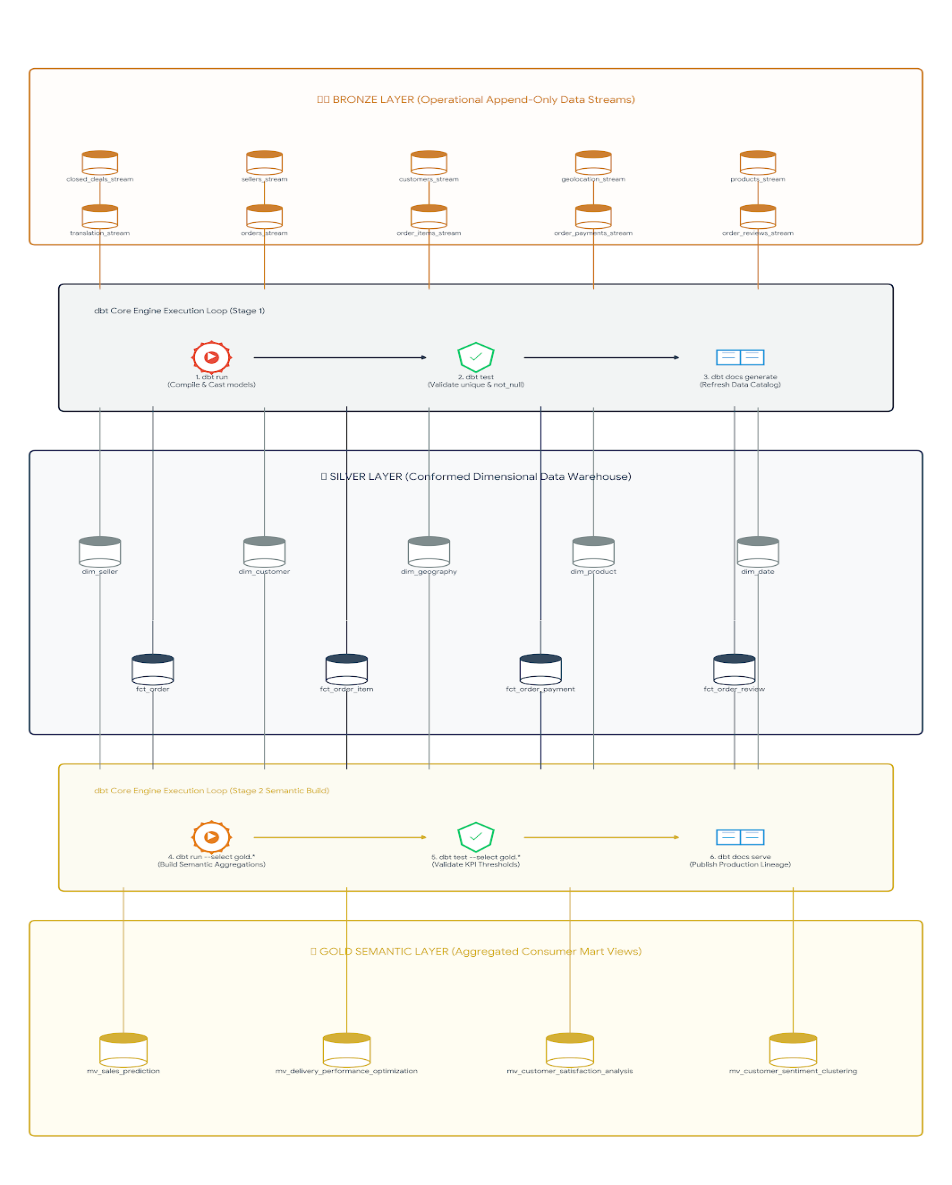 BRONZE LAYER (Operational Append-Only Data Streams)
closed_deals_stream
sellers_stream
customers_stream
geolocation_stream
products_stream
translation_stream
orders_stream
order_items_stream
order_payments_stream
order_reviews_stream
dbt Core Engine Execution Loop (Stage 1)
1. dbt run
(Compile & Cast models)
2. dbt test
(Validate unique & not_null)
3. dbt docs generate
(Refresh Data Catalog)
SILVER LAYER (Conformed Dimensional Data Warehouse)
dim_seller
dim_customer
dim_geography
dim_product
dim_date
fct_order
fct_order_item
fct_order_payment
fct_order_review
dbt Core Engine Execution Loop (Stage 2 Semantic Build)
4. dbt run --select gold.*
(Build Semantic Aggregations)
5. dbt test --select gold.*
(Validate KPI Thresholds)
6. dbt docs serve
(Publish Production Lineage)
GOLD SEMANTIC LAYER (Aggregated Consumer Mart Views)
mv_sales_prediction
mv_delivery_performance_optimization
mv_customer_satisfaction_analysis
mv_customer_sentiment_clustering